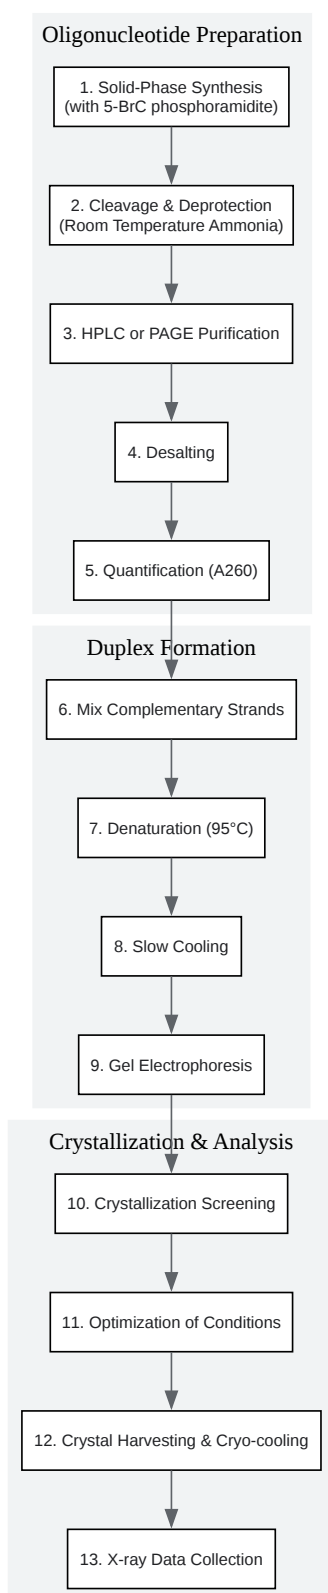 Oligonucleotide Preparation
1. Solid-Phase Synthesis
(with 5-BrC phosphoramidite)
2. Cleavage & Deprotection
(Room Temperature Ammonia)
3. HPLC or PAGE Purification
4. Desalting
5. Quantification (A260)
Duplex Formation
6. Mix Complementary Strands
7. Denaturation (95°C)
8. Slow Cooling
9. Gel Electrophoresis
Crystallization & Analysis
10. Crystallization Screening
11. Optimization of Conditions
12. Crystal Harvesting & Cryo-cooling
13. X-ray Data Collection